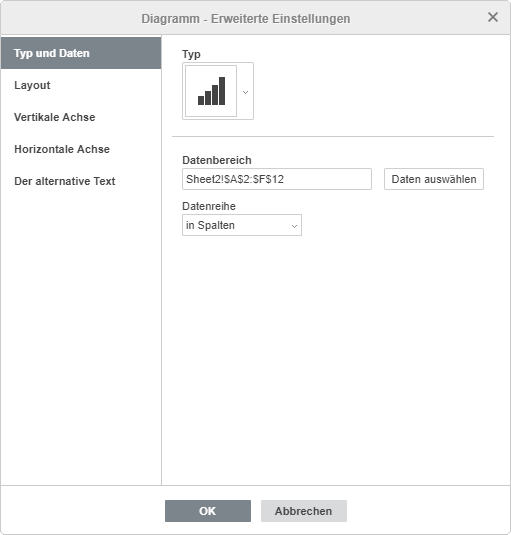 Diagramm - Erweiterte Einstellungen
Typ und Daten
Layout
Vertikale Achse
Horizontale Achse
Der alternative Text
Typ
Datenbereich
Sheet2!$A$2:$F$12
Daten auswählen
Datenreihe
in Spalten
OK
Abbrechen